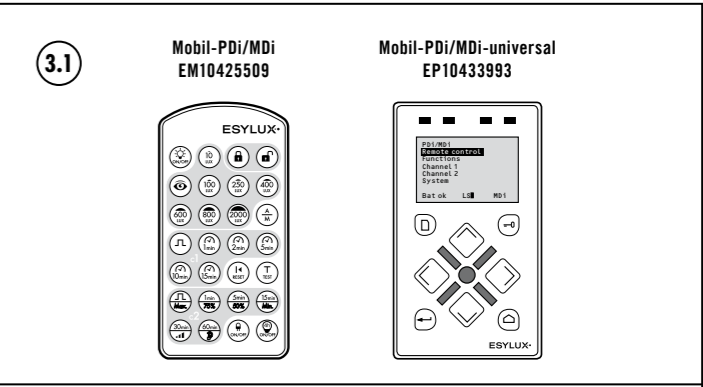 3.1
Mobil-PDi/MDi
EM10425509
Mobil-PDi/MDi-universal
EP10433993
ESYLUX
ON/OFF
10 LUX
100 LUX
250 LUX
400 LUX
600 LUX
800 LUX
2000 LUX
A/M
1min
2min
5min
10min
15min
RESET
T TEST
Max.
1min 75%
5min 50%
15min Min.
30min
60min
ON/OFF
ON/OFF
PDi/MDi
Remote control
Functions
Channel 1
Channel 2
System
Bat ok LS MD1
ESYLUX